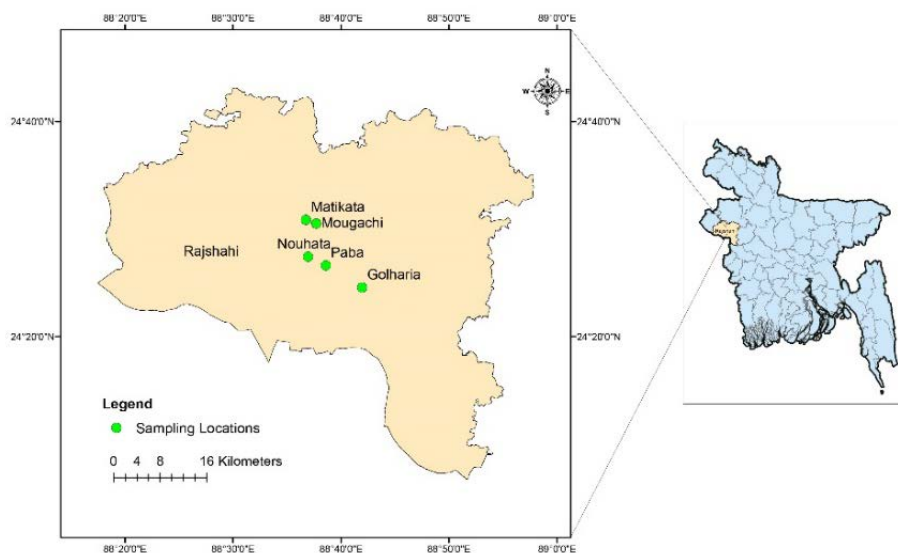 88°20'0"E 88°30'0"E 88°40'0"E 88°50'0"E 89°0'0"E
N
W E
S
24°40'0"N 24°40'0"N
Matikata
Mougachi
Nouhata
Rajshahi Paba
Golharia
24°20'0"N 24°20'0"N
Legend
Sampling Locations
0 4 8 16 Kilometers
88°20'0"E 88°30'0"E 88°40'0"E 88°50'0"E 89°0'0"E